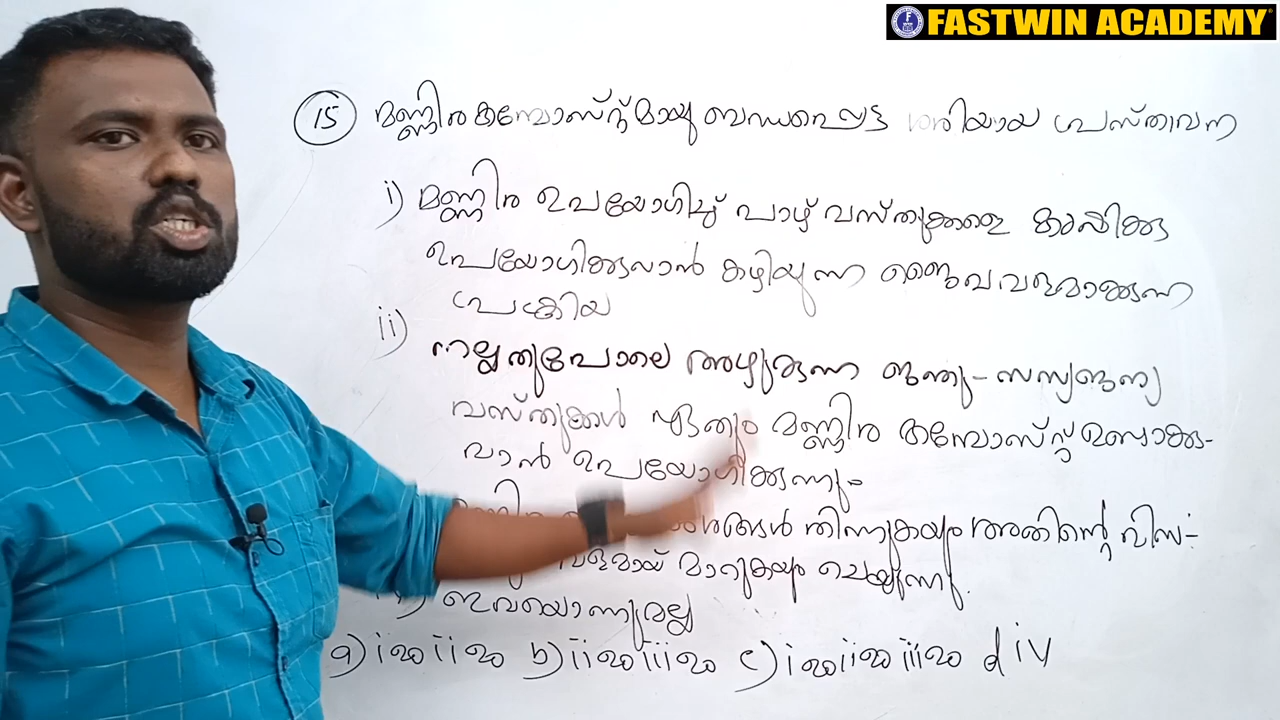 FASTWIN ACADEMY
15 മണ്ണിര കമ്പോസ്റ്റുമായു ബന്ധപ്പെട്ട ശരിയായ പ്രസ്താവന
i) മണ്ണിര ഉപയോഗിച്ച് പാഴ് വസ്തുക്കളെ കൃഷിക്കു
ഉപയോഗിക്കുവാൻ കഴിയുന്ന ജൈവവളമാക്കുന്ന
പ്രക്രിയ
ii) നല്ലതുപോലെ അഴുകുന്ന ജന്തു-സസ്യജന്യ
വസ്തുക്കൾ ഏതും മണ്ണിര കമ്പോസ്റ്റ് ഉണ്ടാക്കു-
വാൻ ഉപയോഗിക്കുന്നു
തിന്നുകയും അതിന്റെ വിസ:-
വളമായ് മാറുകയും ചെയ്യുന്നു.
ഇവയൊന്നുമല്ല
a) i ഉം ii ഉം b) ii ഉം iii ഉം c) i ഉം ii ഉം iii ഉം d iv